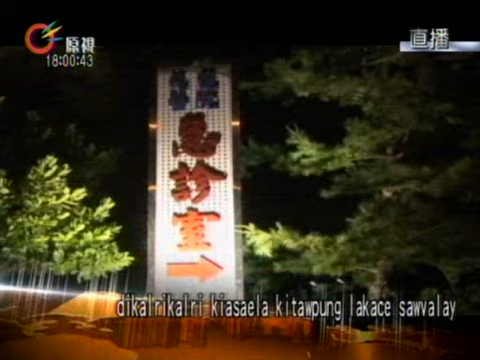 原視
直播
18:00:43
急診室
dikalrikalri kiasaela kitawpung lakace sawvalay